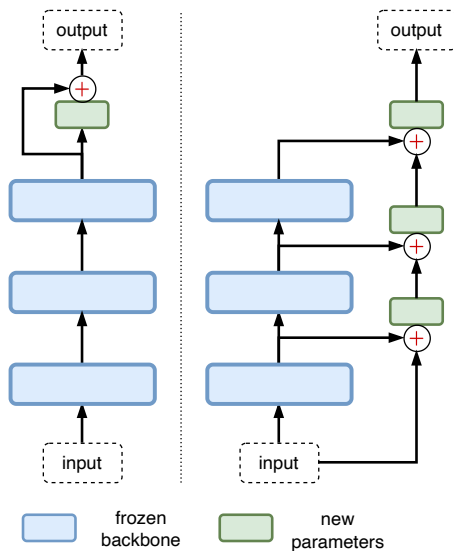 output
output
+
+
+
+
input
input
frozen
backbone
new
parameters